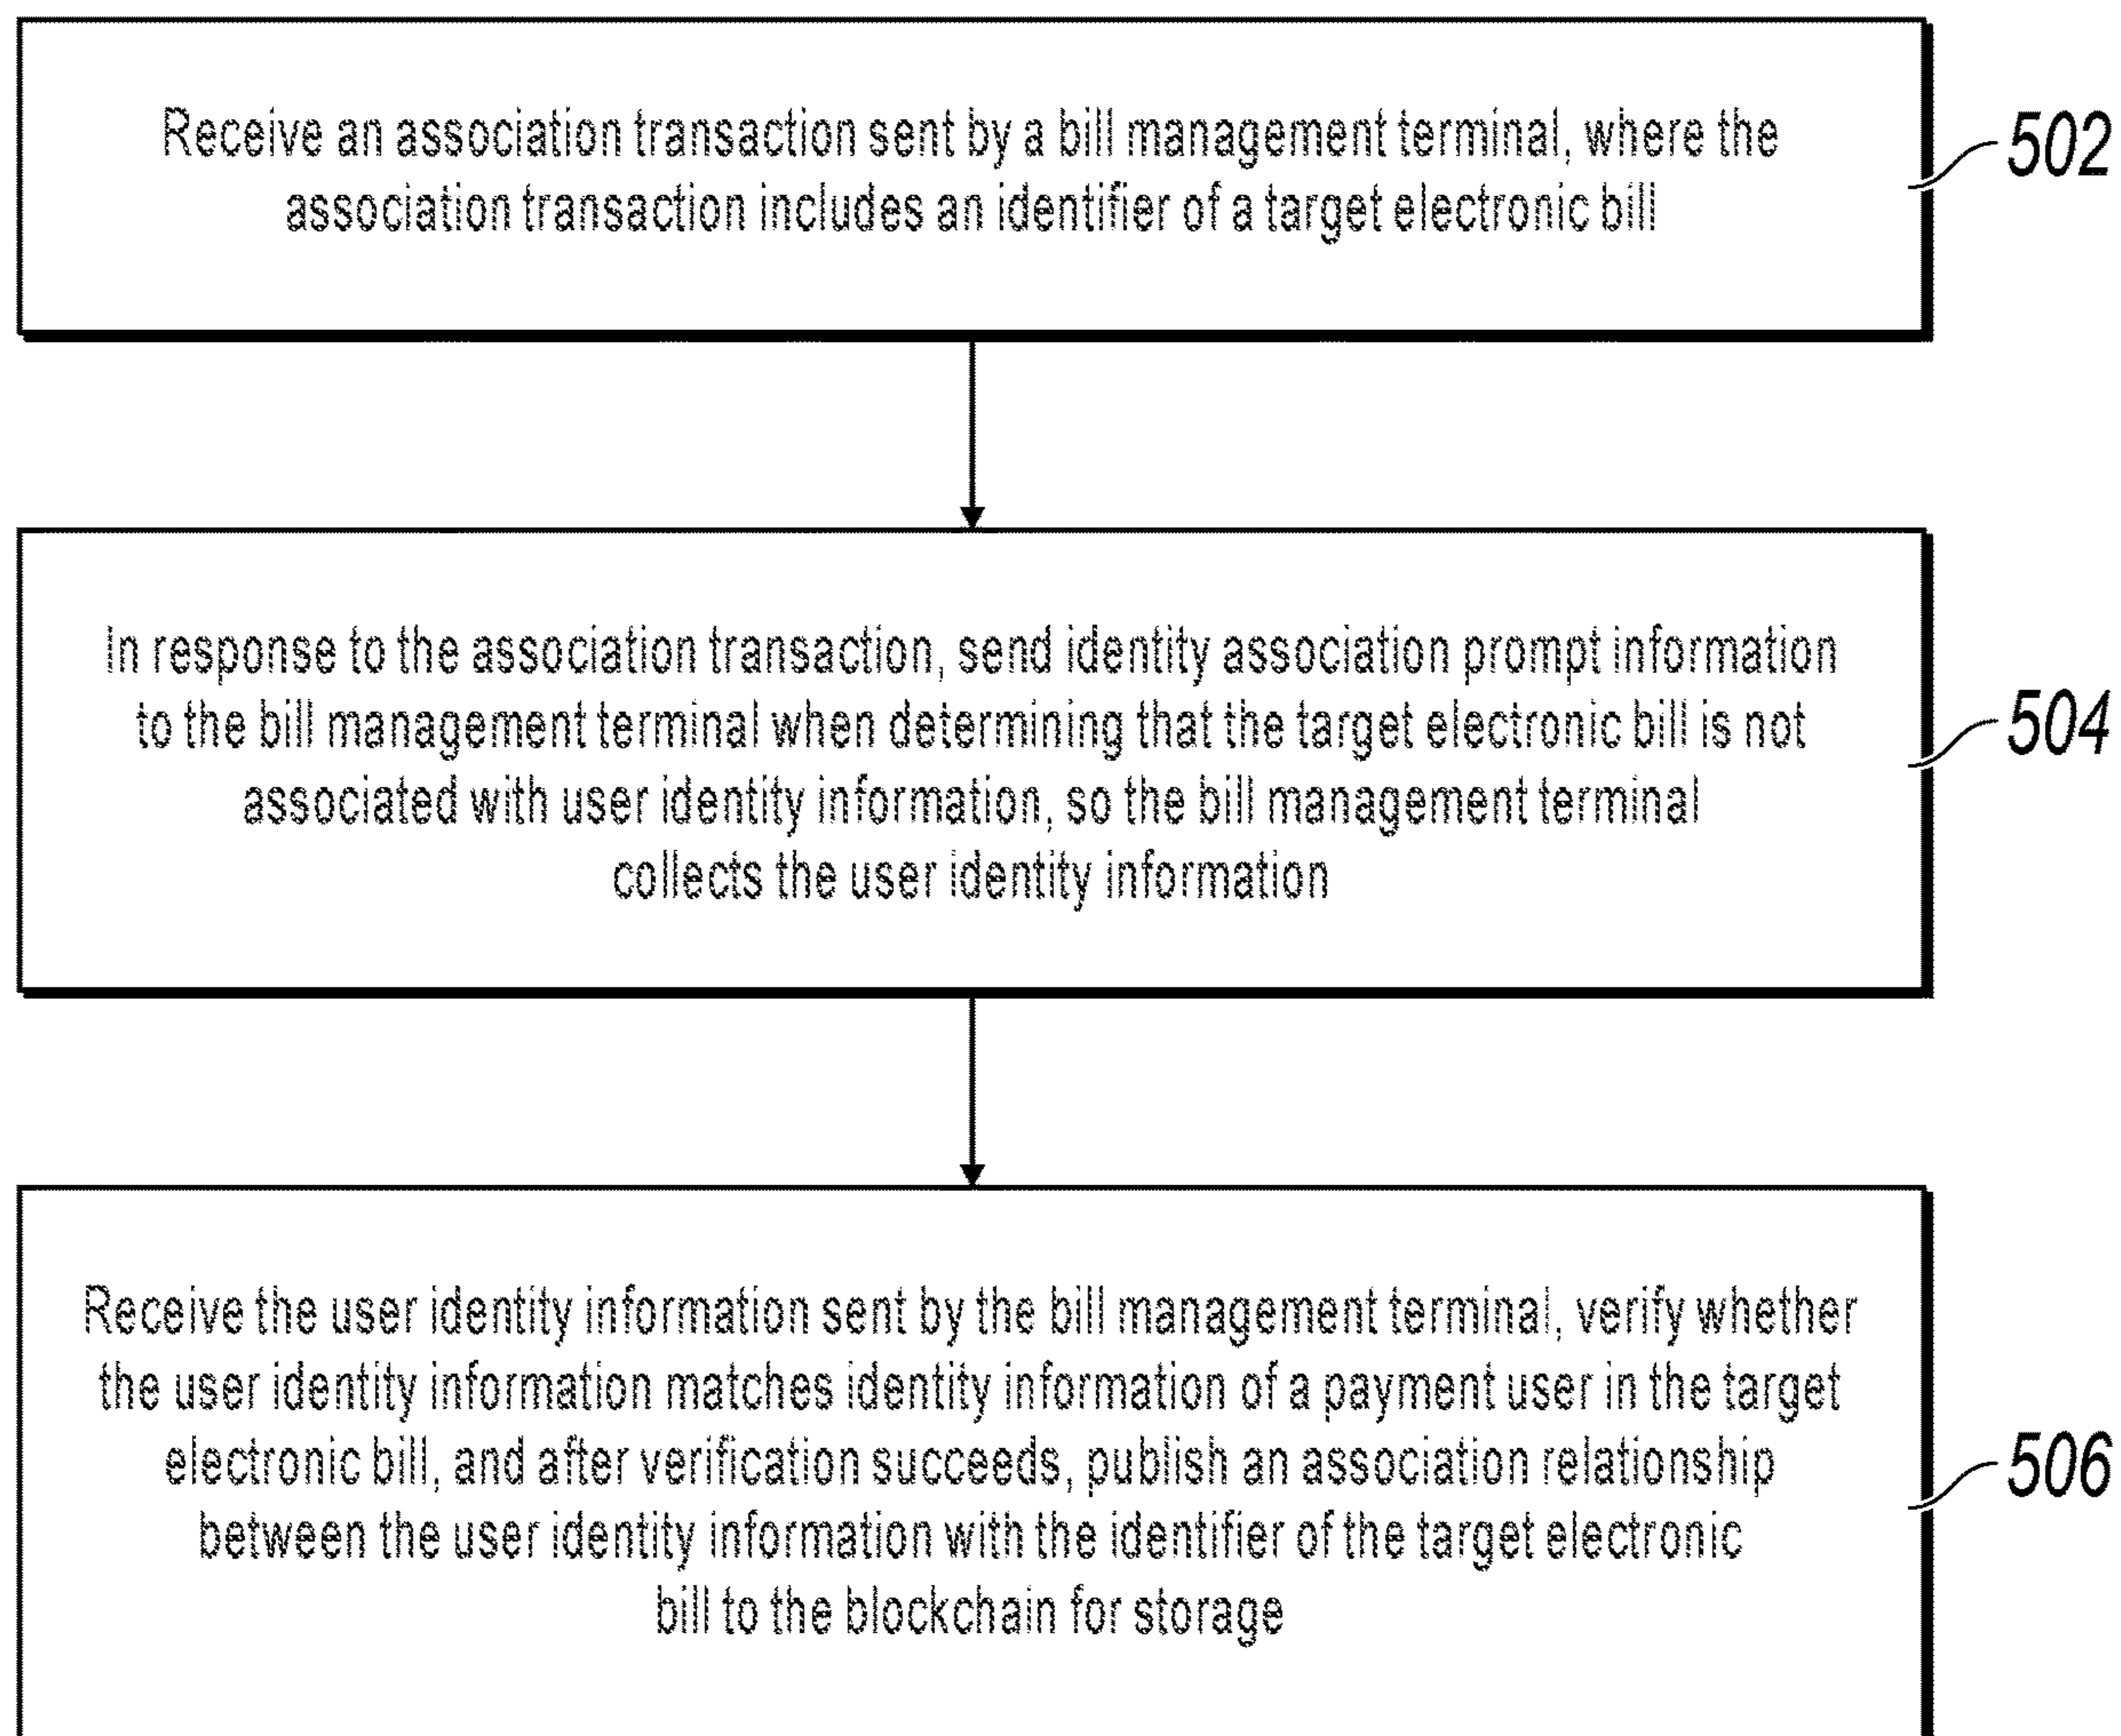 Receive an association transaction sent by a bill management terminal, where the
association transaction includes an identifier of a target electronic bill
502
In response to the association transaction, send identity association prompt information
to the bill management terminal when determining that the target electronic bill is not
associated with user identity information, so the bill management terminal
collects the user identity information
504
Receive the user identity information sent by the bill management terminal, verify whether
the user identity information matches identity information of a payment user in the target
electronic bill, and after verification succeeds, publish an association relationship
between the user identity information with the identifier of the target electronic
bill to the blockchain for storage
506